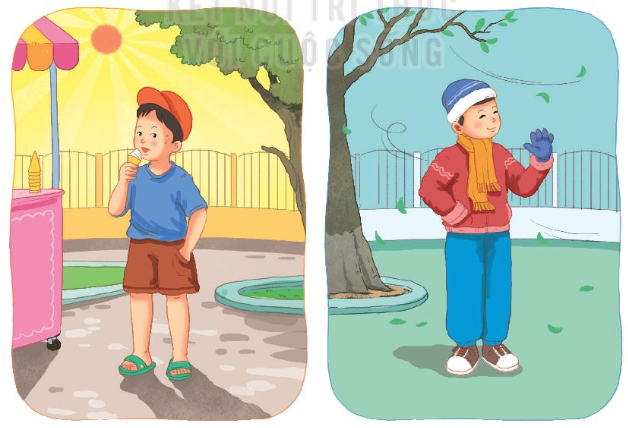 KẾT NỐI TRI THỨC
VỚI CUỘC SỐNG